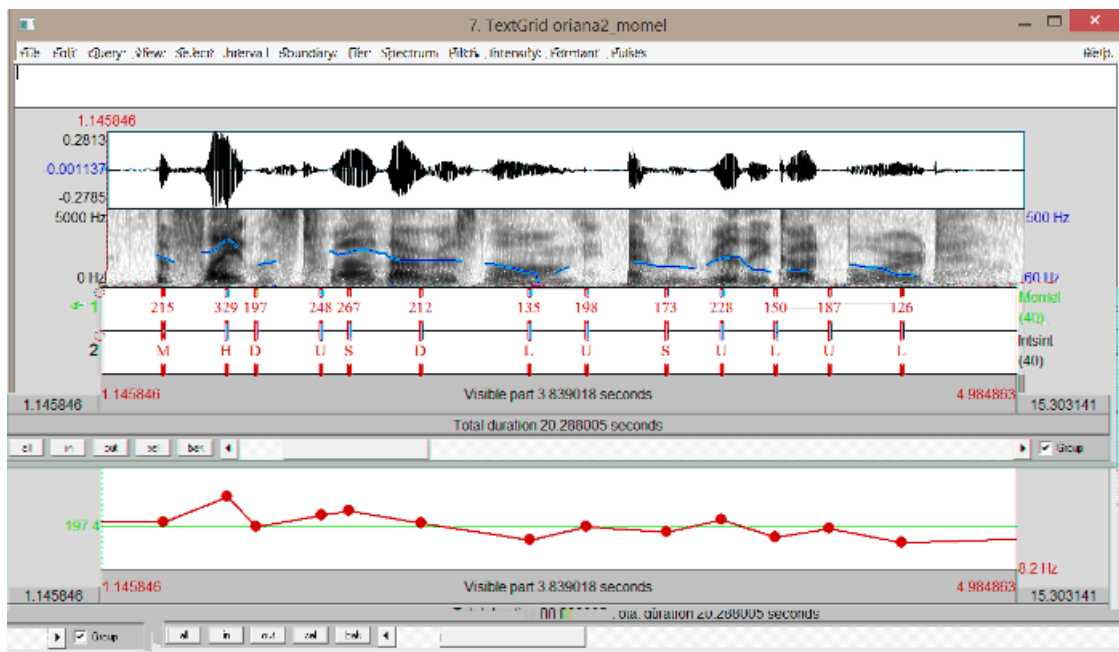 7. TextGrid oriana2_momel
File Edit Query View Select Interval Boundary Tier Spectrum Pitch Intensity Formant Pulses Help
1.145846
0.2813
-0.001137
-0.2785
5000 Hz 500 Hz
0 Hz 60 Hz
1 215 329 197 248 267 212 135 198 173 228 150 187 126 Momel
(40)
2 M H D U S D L U S U L U L Intsint
(40)
1.145846 1.145846 Visible part 3.839018 seconds 4.984863 15.303141
Total duration 20.288005 seconds
all in out sel bak Group
197.4
8.2 Hz
1.145846 1.145846 Visible part 3.839018 seconds 4.984863 15.303141
duration 20.288005 seconds
Group all in out sel bak